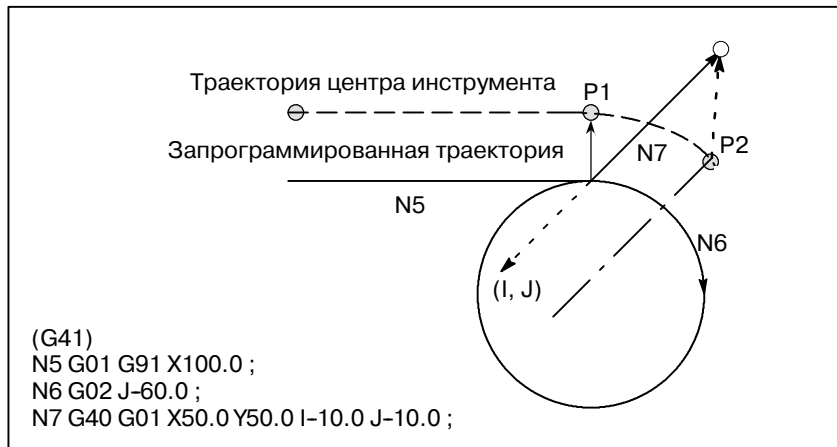 Траектория центра инструмента
P1
Запрограммированная траектория
P2
N7
N5
N6
(I, J)
(G41)
N5 G01 G91 X100.0 ;
N6 G02 J-60.0 ;
N7 G40 G01 X50.0 Y50.0 I-10.0 J-10.0 ;